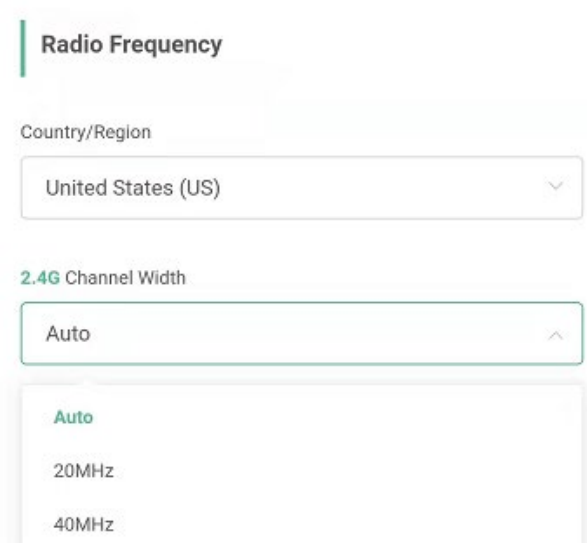 Radio Frequency
Country/Region
United States (US)
2.4G Channel Width
Auto
Auto
20MHz
40MHz